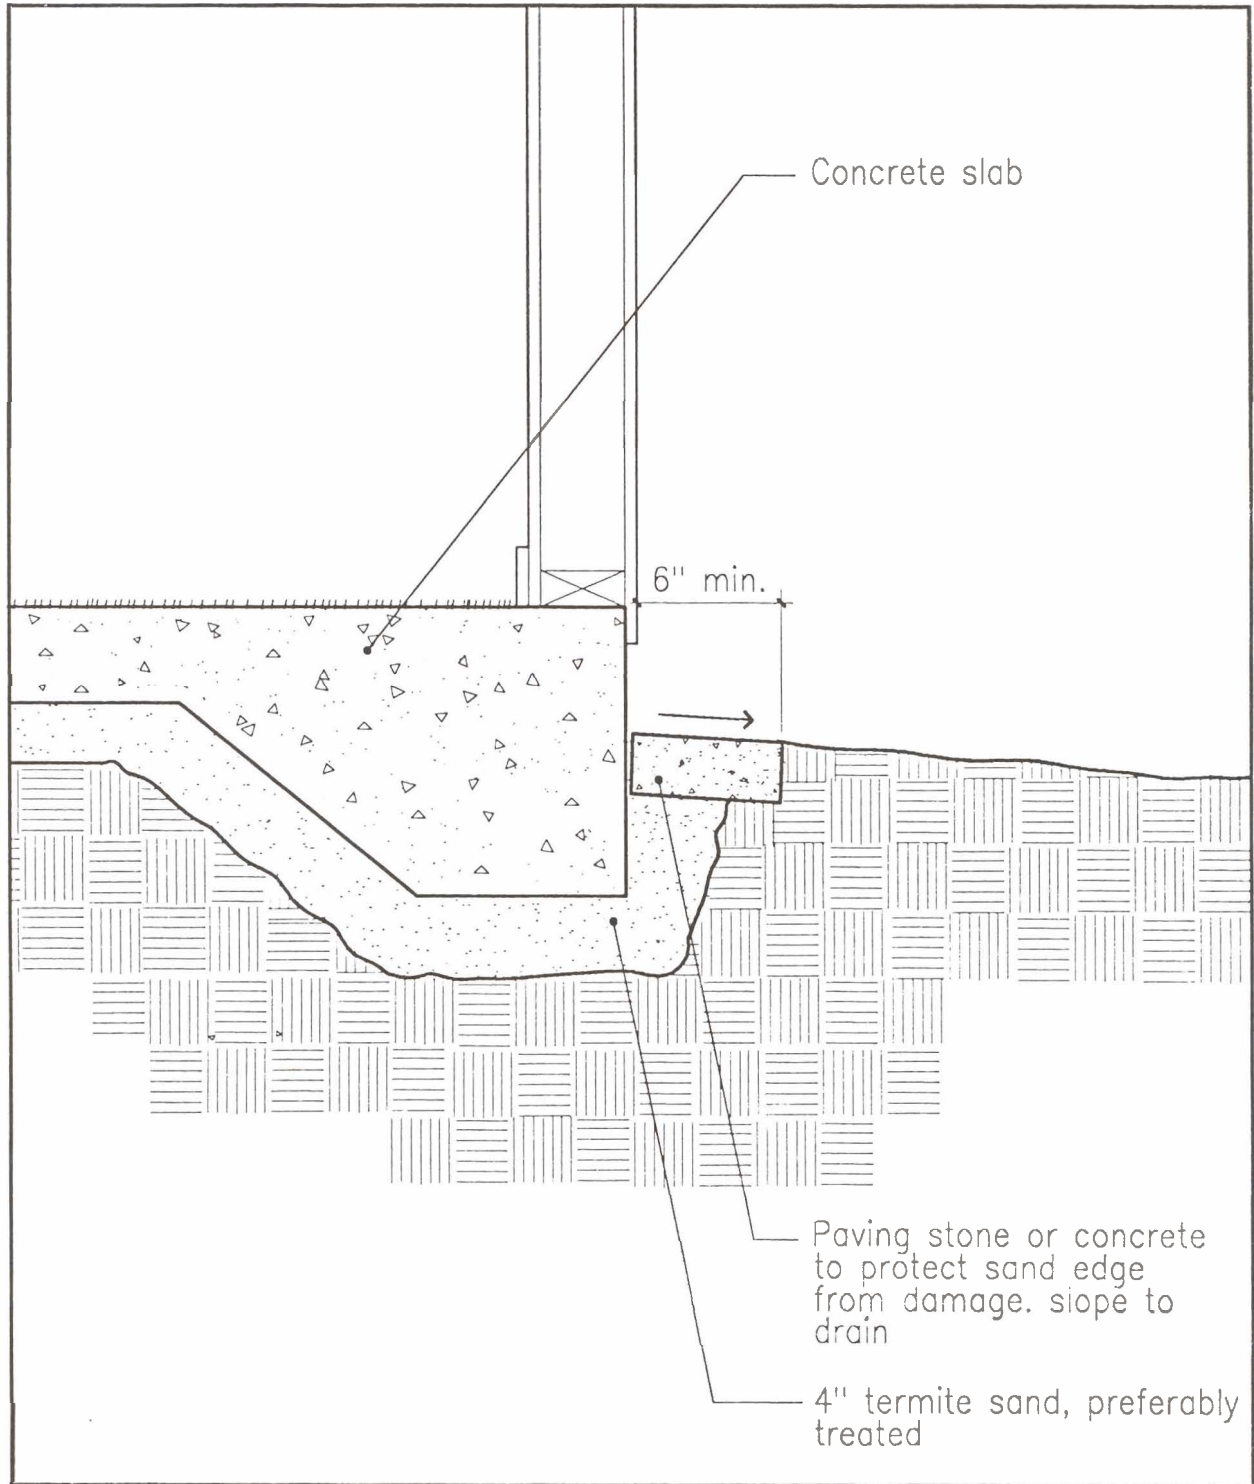 Concrete slab
6" min.
Paving stone or concrete
to protect sand edge
from damage. slope to
drain
4" termite sand, preferably
treated